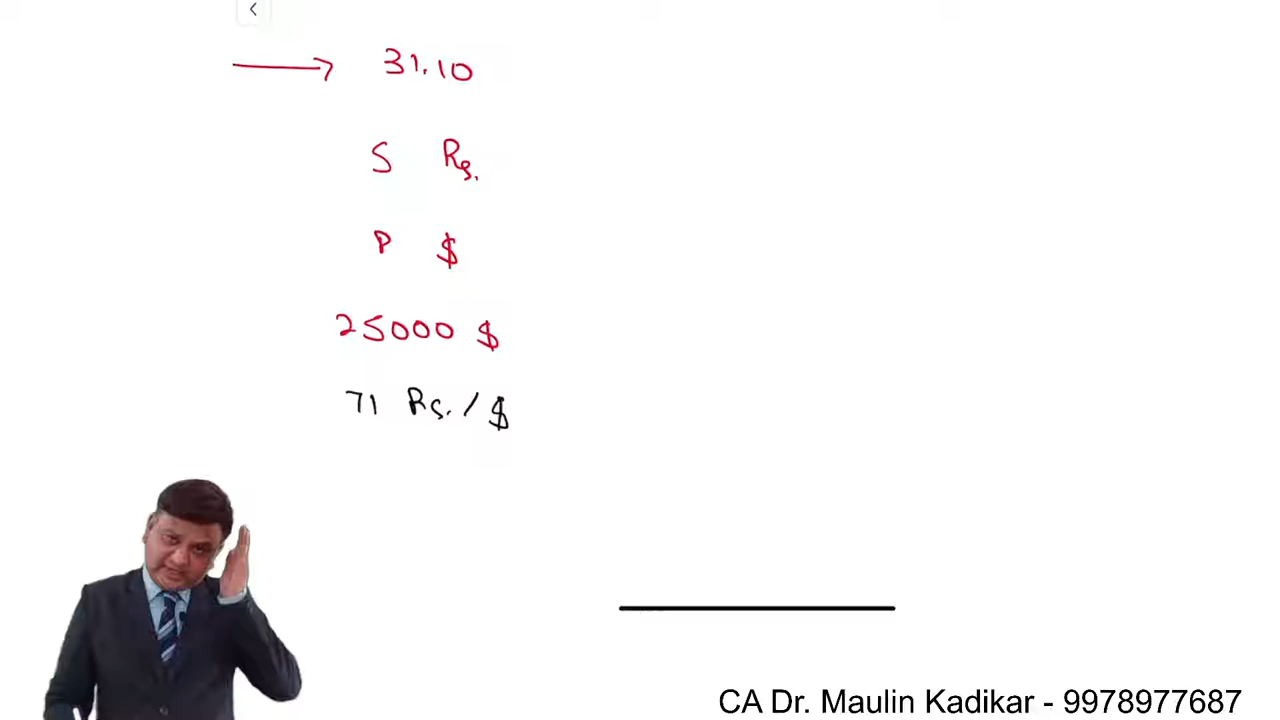 31.10
S Rs.
P $
25000 $
71 Rs. / $
CA Dr. Maulin Kadikar - 9978977687